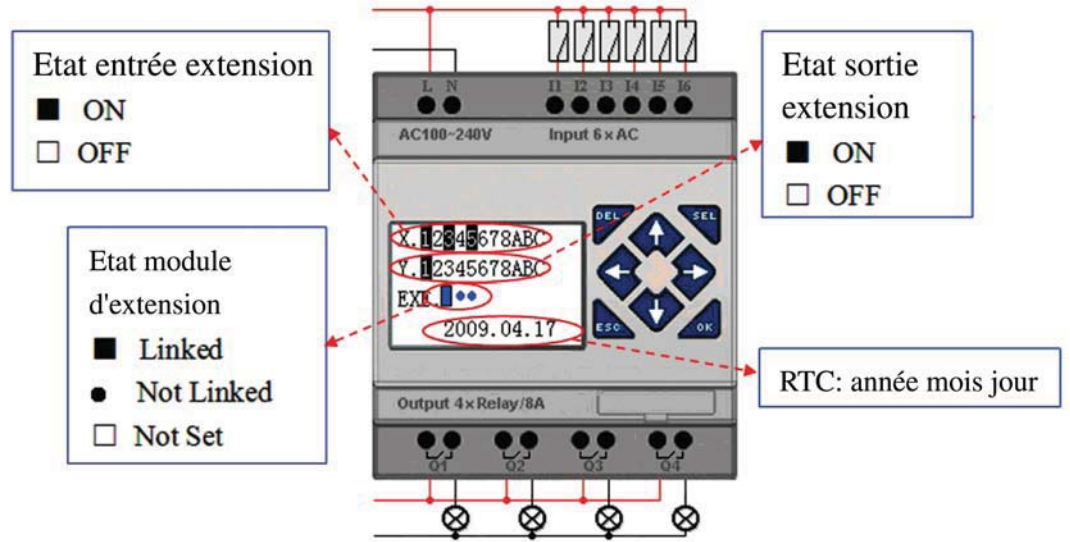 Etat entrée extension
■ ON
□ OFF
Etat module
d'extension
■ Linked
● Not Linked
□ Not Set
L N
I1 I2 I3 I4 I5 I6
AC100~240V Input 6×AC
X.12345678ABC
Y.12345678ABC
EXE.
2009.04.17
DEL
SEL
ESC
OK
Output 4×Relay/8A
Q1 Q2 Q3 Q4
Etat sortie
extension
■ ON
□ OFF
RTC: année mois jour